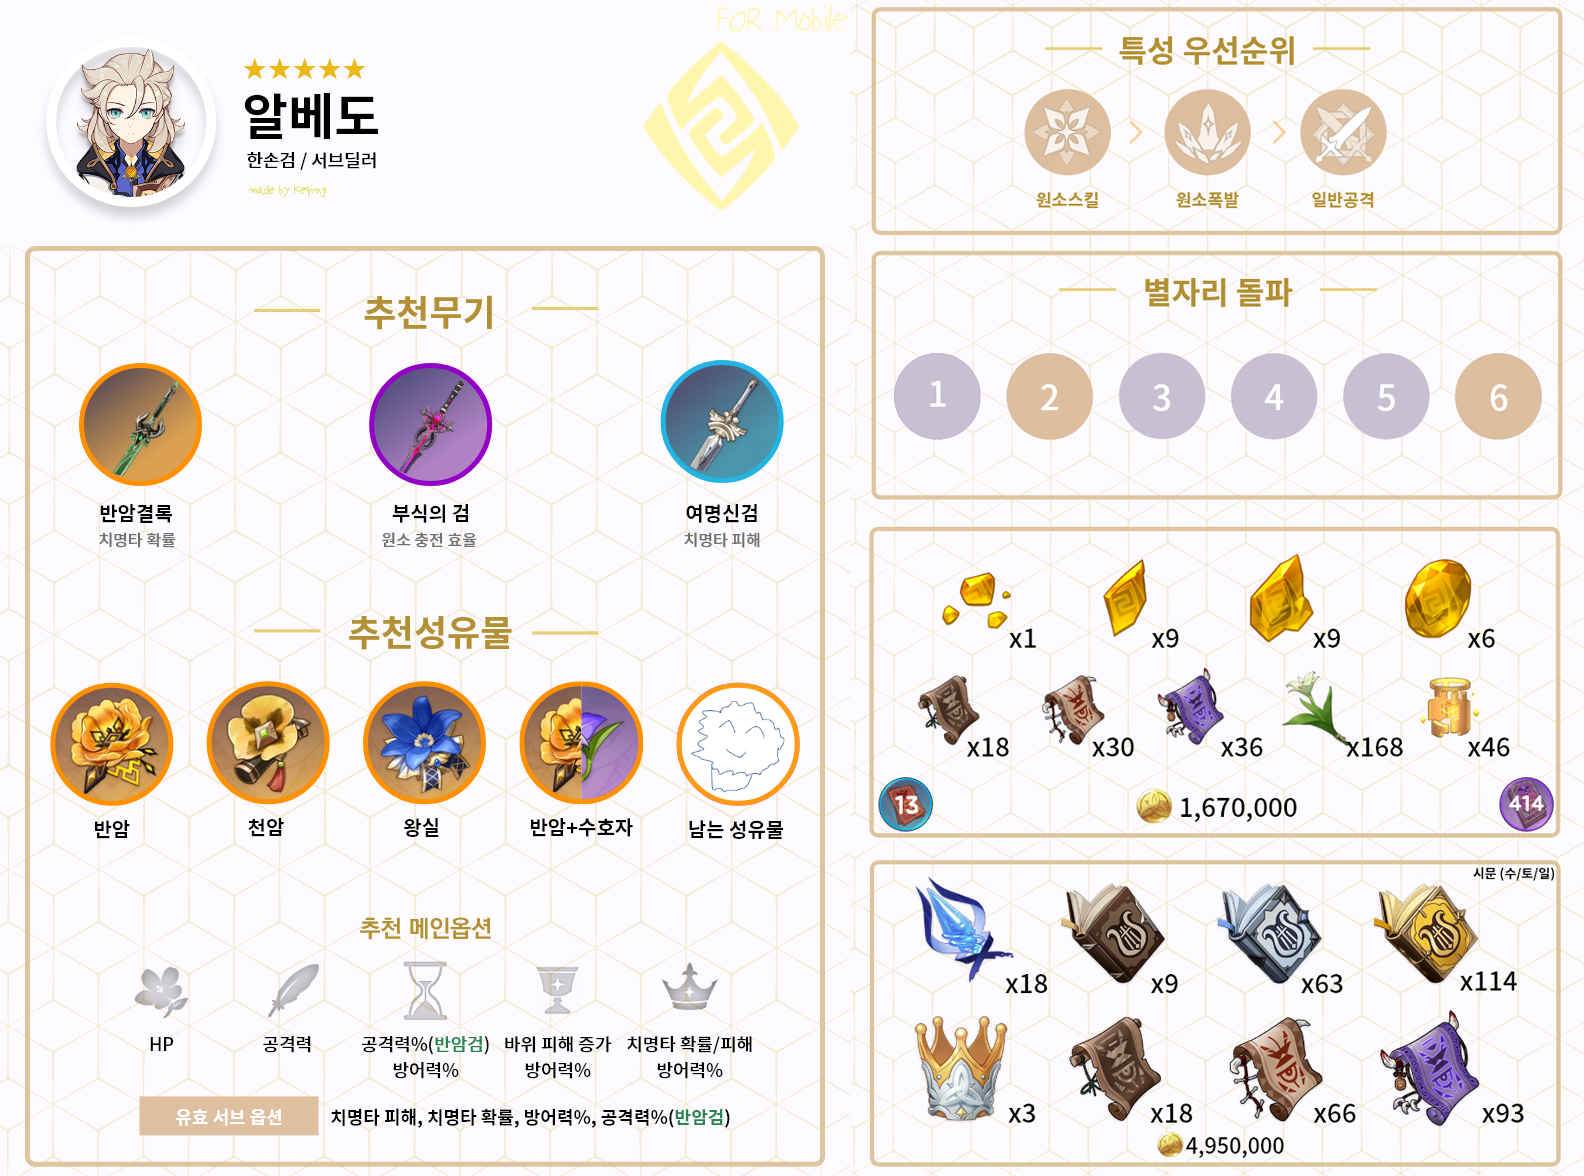 FOR Mobile
알베도
한손검 / 서브딜러
made by Keqing
추천무기
반암결록
치명타 확률
부식의 검
원소 충전 효율
여명신검
치명타 피해
추천성유물
반암
천암
왕실
반암+수호자
남는 성유물
추천 메인옵션
HP
공격력
공격력%(반암검)
방어력%
바위 피해 증가
방어력%
치명타 확률/피해
방어력%
유효 서브 옵션
치명타 피해, 치명타 확률, 방어력%, 공격력%(반암검)
특성 우선순위
원소스킬
원소폭발
일반공격
별자리 돌파
1 2 3 4 5 6
x1 x9 x9 x6
x18 x30 x36 x168 x46
13 1,670,000 414
시문 (수/토/일)
x18 x9 x63 x114
x3 x18 x66 x93
4,950,000